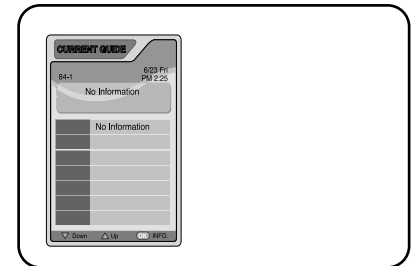 CURRENT GUIDE
84-1
6/23 Fri
PM 2:25
No Information
No Information
▽ Down △ Up OK INFO.